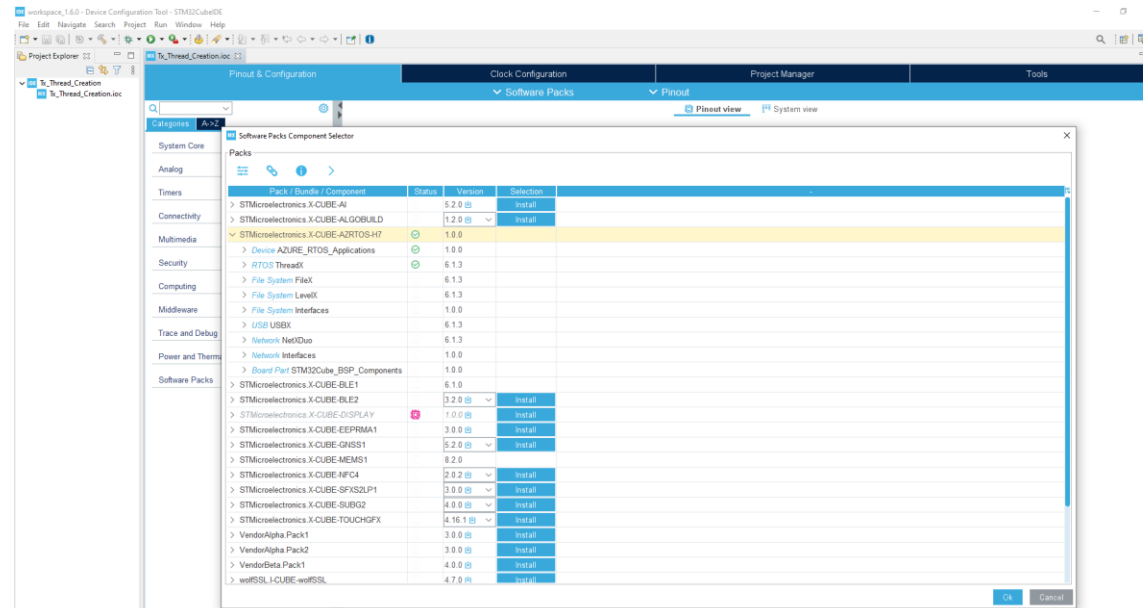 workspace_1.6.0 - Device Configuration Tool - STM32CubeIDE
File Edit Navigate Search Project Run Window Help
Project Explorer
Tx_Thread_Creation.ioc
Tx_Thread_Creation
Tx_Thread_Creation.ioc
Pinout & Configuration Clock Configuration Project Manager Tools
Software Packs Pinout
Pinout view System view
Categories A->Z
System Core
Analog
Timers
Connectivity
Multimedia
Security
Computing
Middleware
Trace and Debug
Power and Therma
Software Packs
Software Packs Component Selector
Packs
Pack / Bundle / Component Status Version Selection
STMicroelectronics.X-CUBE-AI 5.2.0 Install
STMicroelectronics.X-CUBE-ALGOBUILD 1.2.0 Install
STMicroelectronics.X-CUBE-AZRTOS-H7 1.0.0
Device AZURE_RTOS_Applications 1.0.0
RTOS ThreadX 6.1.3
File System FileX 6.1.3
File System LevelX 6.1.3
File System Interfaces 1.0.0
USB USBX 6.1.3
Network NetXDuo 6.1.3
Network Interfaces 1.0.0
Board Part STM32Cube_BSP_Components 1.0.0
STMicroelectronics.X-CUBE-BLE1 6.1.0
STMicroelectronics.X-CUBE-BLE2 3.2.0 Install
STMicroelectronics.X-CUBE-DISPLAY 1.0.0 Install
STMicroelectronics.X-CUBE-EEPRMA1 3.0.0 Install
STMicroelectronics.X-CUBE-GNSS1 5.2.0 Install
STMicroelectronics.X-CUBE-MEMS1 8.2.0
STMicroelectronics.X-CUBE-NFC4 2.0.2 Install
STMicroelectronics.X-CUBE-SFXS2LP1 3.0.0 Install
STMicroelectronics.X-CUBE-SUBG2 4.0.0 Install
STMicroelectronics.X-CUBE-TOUCHGFX 4.16.1 Install
VendorAlpha.Pack1 3.0.0 Install
VendorAlpha.Pack2 3.0.0 Install
VendorBeta.Pack1 4.0.0 Install
wolfSSL.I-CUBE-wolfSSL 4.7.0 Install
Ok Cancel